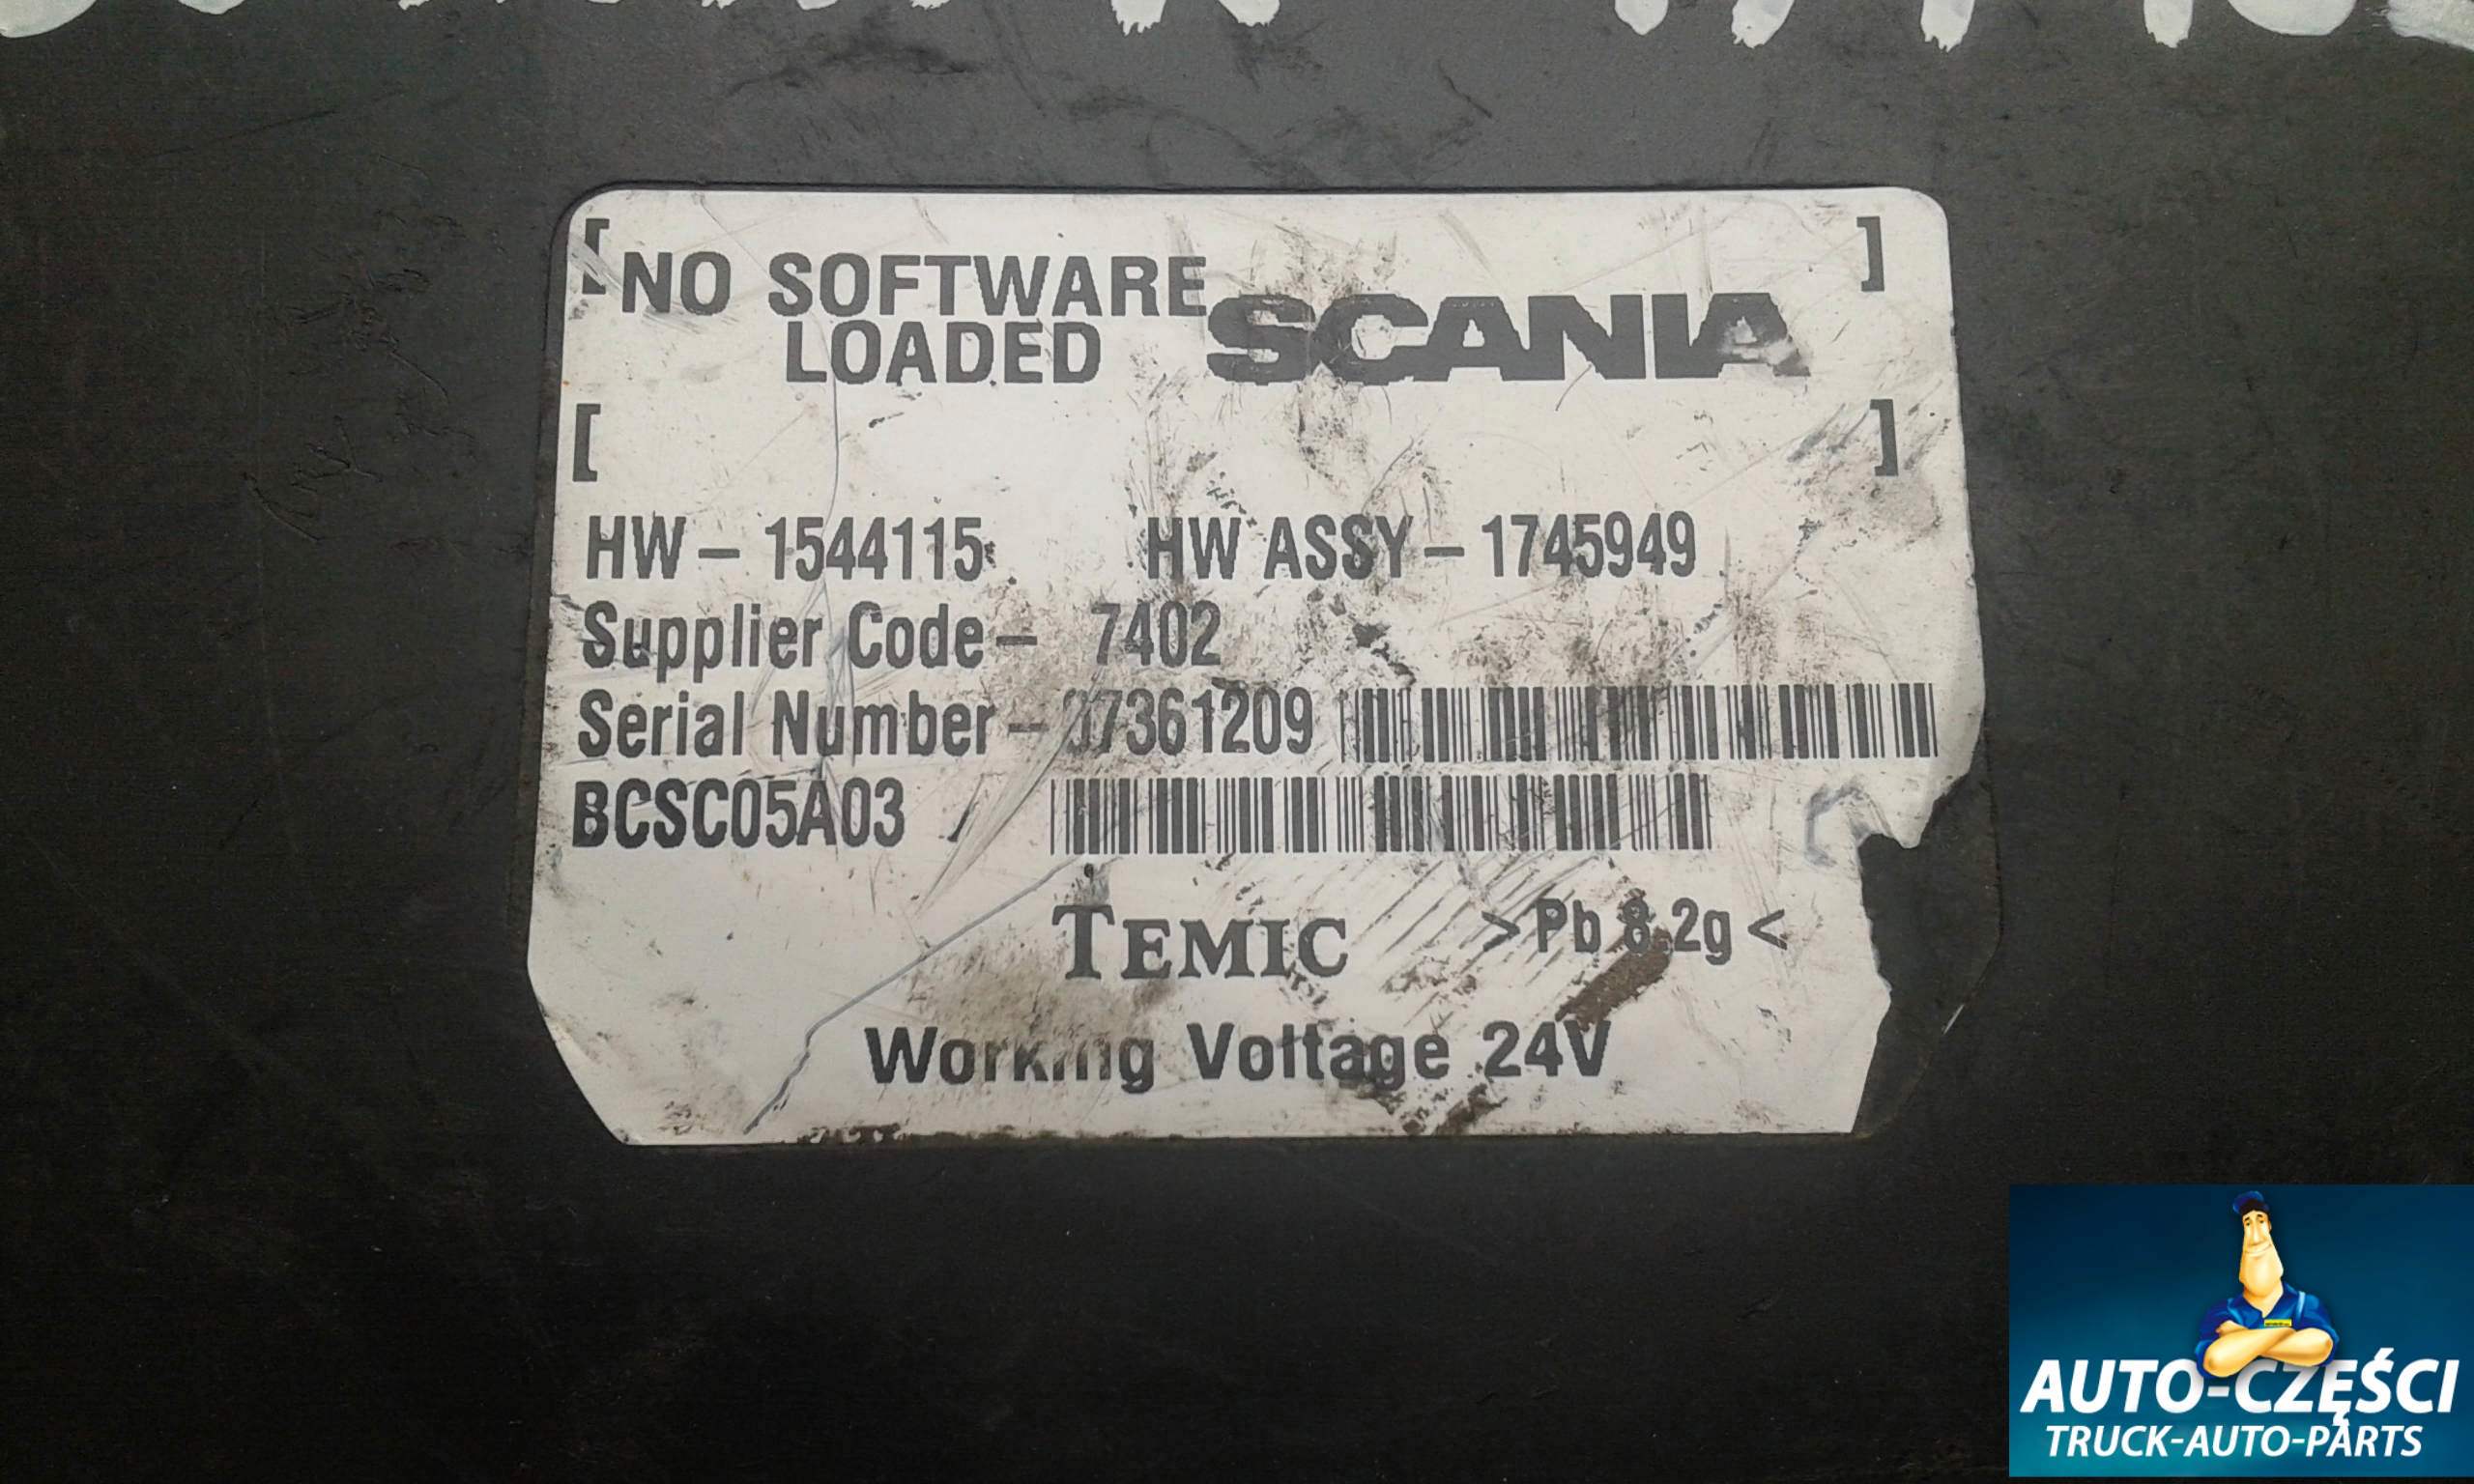 [ ]
NO SOFTWARE
LOADED
SCANIA
[ ]
HW – 1544115 HW ASSY – 1745949
Supplier Code – 7402
Serial Number – 07361209
BCSC05A03
TEMIC >Pb 8.2g<
Working Voltage 24V
AUTO-CZĘŚCI
TRUCK-AUTO-PARTS